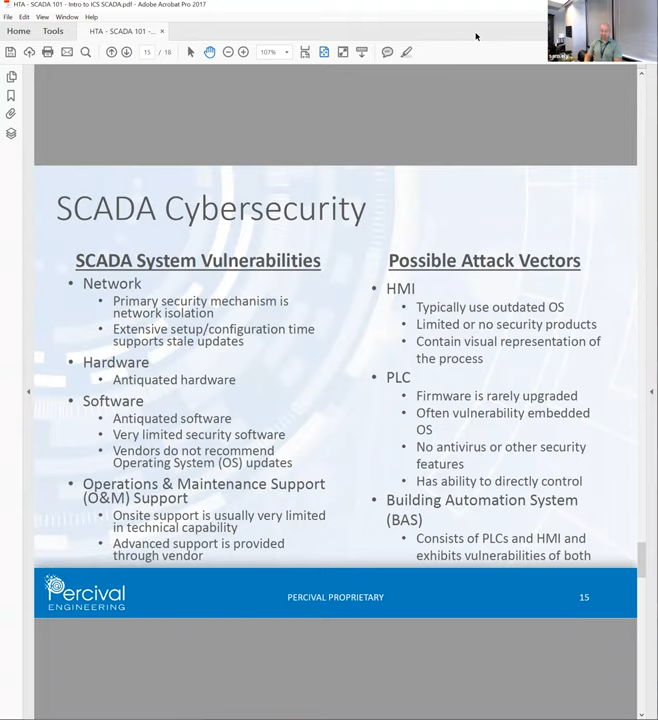 HTA - SCADA 101 - Intro to ICS SCADA.pdf - Adobe Acrobat Pro 2017
File Edit View Window Help
Home Tools HTA - SCADA 101 -... ×
15 / 18 107%
SCADA Cybersecurity
SCADA System Vulnerabilities
• Network
• Primary security mechanism is
network isolation
• Extensive setup/configuration time
supports stale updates
• Hardware
• Antiquated hardware
• Software
• Antiquated software
• Very limited security software
• Vendors do not recommend
Operating System (OS) updates
• Operations & Maintenance Support
(O&M) Support
• Onsite support is usually very limited
in technical capability
• Advanced support is provided
through vendor
Possible Attack Vectors
• HMI
• Typically use outdated OS
• Limited or no security products
• Contain visual representation of
the process
• PLC
• Firmware is rarely upgraded
• Often vulnerability embedded
OS
• No antivirus or other security
features
• Has ability to directly control
• Building Automation System
(BAS)
• Consists of PLCs and HMI and
exhibits vulnerabilities of both
Percival
ENGINEERING
PERCIVAL PROPRIETARY
15